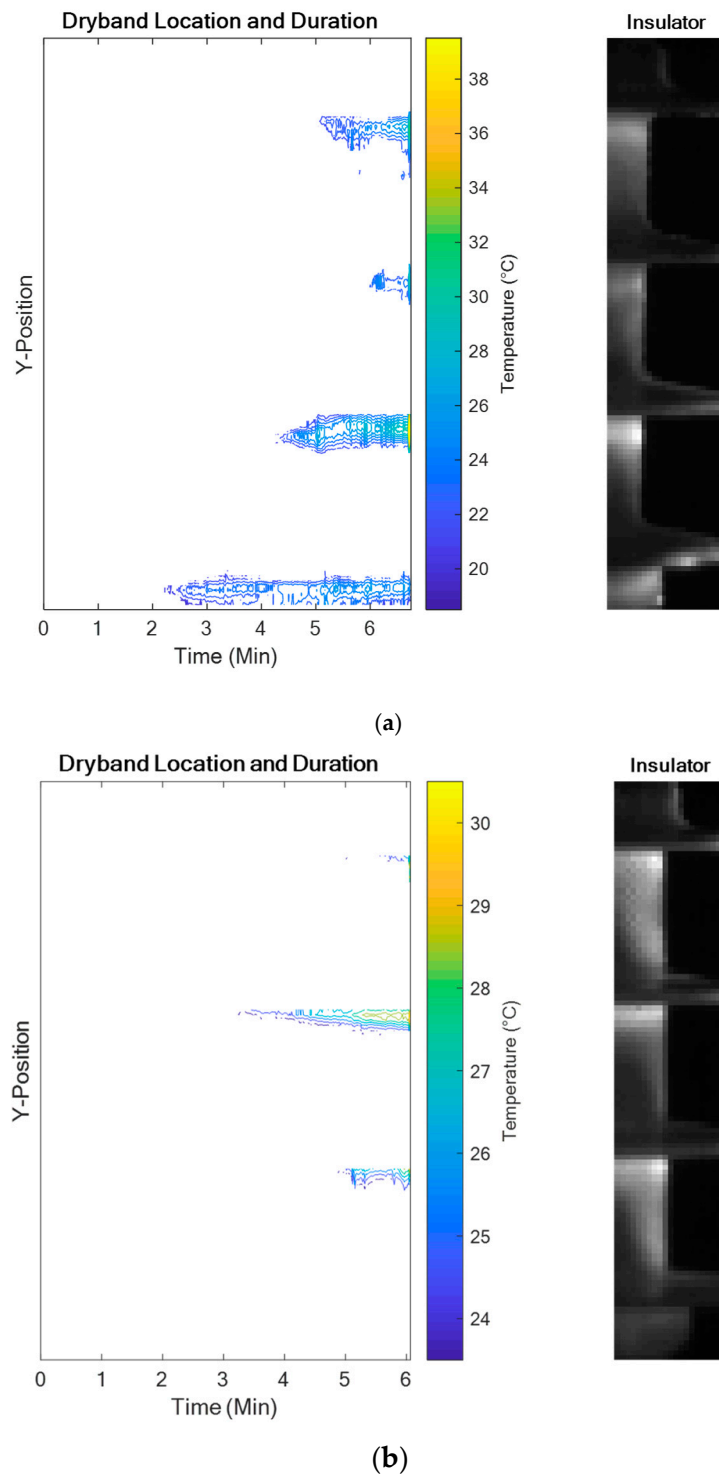 Dryband Location and Duration
Insulator
38
36
34
32
30
28
26
24
22
20
Temperature (°C)
Y-Position
0 1 2 3 4 5 6
Time (Min)
(a)
Dryband Location and Duration
Insulator
30
29
28
27
26
25
24
Temperature (°C)
Y-Position
0 1 2 3 4 5 6
Time (Min)
(b)